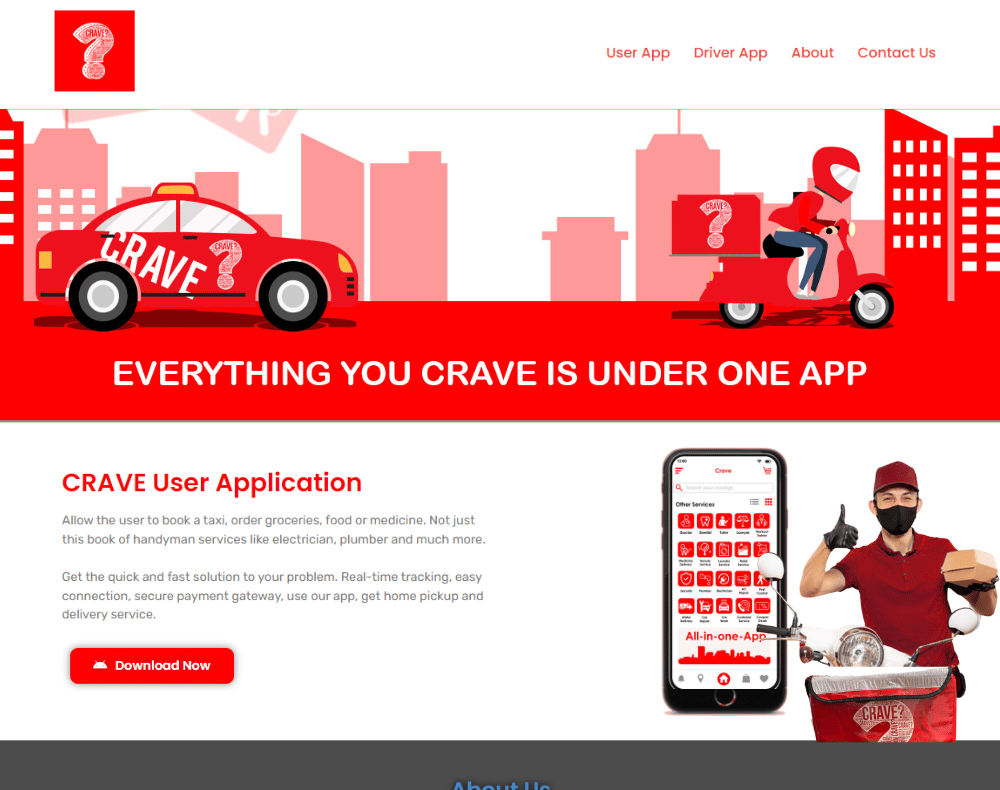 CRAVE?
User App
Driver App
About
Contact Us
CRAVE
CRAVE?
CRAVE?
EVERYTHING YOU CRAVE IS UNDER ONE APP
CRAVE User Application
Allow the user to book a taxi, order groceries, food or medicine. Not just
this book of handyman services like electrician, plumber and much more.
Get the quick and fast solution to your problem. Real-time tracking, easy
connection, secure payment gateway, use our app, get home pickup and
delivery service.
Download Now
12:00
Crave
Other Services
All-in-one-App
CRAVE?
About Us